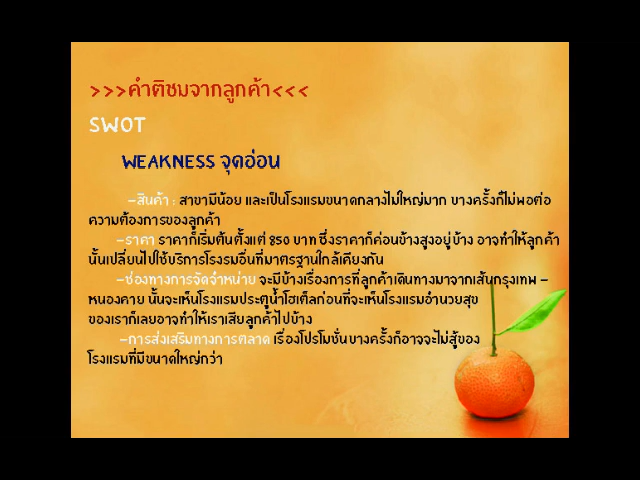 >>>คำติชมจากลูกค้า<<<
SWOT
WEAKNESS จุดอ่อน
-สินค้า : สาขามีน้อย และเป็นโรงแรมขนาดกลางไม่ใหญ่มาก บางครั้งก็ไม่พอต่อ
ความต้องการของลูกค้า
-ราคา ราคาก็เริ่มต้นตั้งแต่ 850 บาท ซึ่งราคาก็ค่อนข้างสูงอยู่บ้าง อาจทำให้ลูกค้า
นั้นเปลี่ยนไปใช้บริการโรงรมอื่นที่มาตรฐานใกล้เคียงกัน
-ช่องทางการจัดจำหน่าย จะมีบ้างเรื่องการที่ลูกค้าเดินทางมาจากเส้นกรุงเทพ –
หนองคาย นั้นจะเห็นโรงแรมประตูน้ำโฮเต็ลก่อนที่จะเห็นโรงแรมอำนวยสุข
ของเราก็เลยอาจทำให้เราเสียลูกค้าไปบ้าง
-การส่งเสริมทางการตลาด เรื่องโปรโมชั่นบางครั้งก็อาจจะไม่สู้ของ
โรงแรมที่มีขนาดใหญ่กว่า